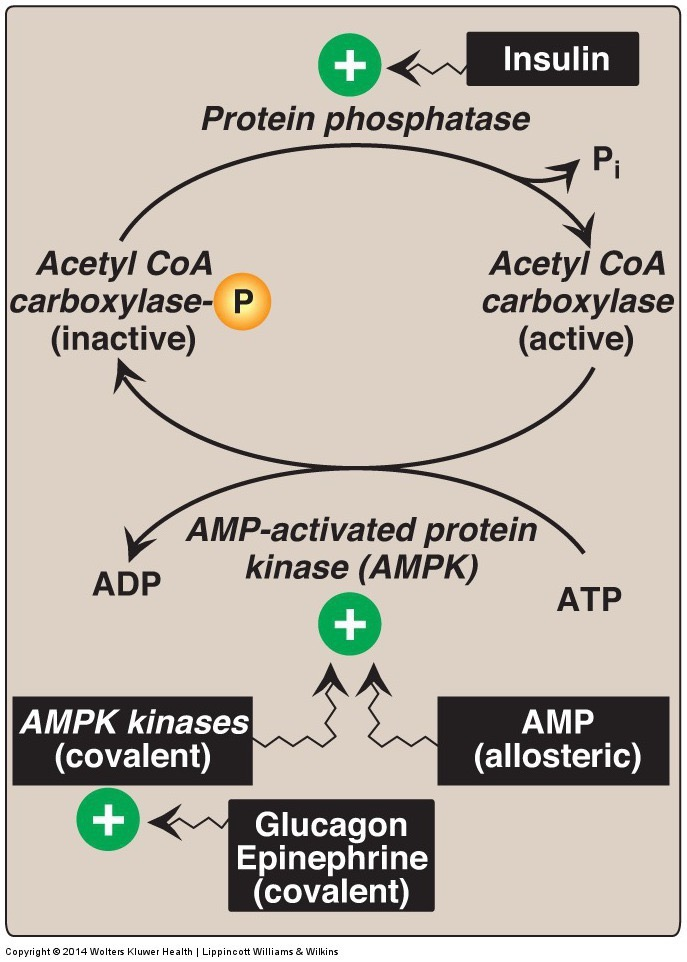 +
Insulin
Protein phosphatase
Pi
Acetyl CoA
carboxylase-P
(inactive)
Acetyl CoA
carboxylase
(active)
AMP-activated protein
kinase (AMPK)
ADP
ATP
+
AMPK kinases
(covalent)
AMP
(allosteric)
+
Glucagon
Epinephrine
(covalent)
Copyright © 2014 Wolters Kluwer Health | Lippincott Williams & Wilkins